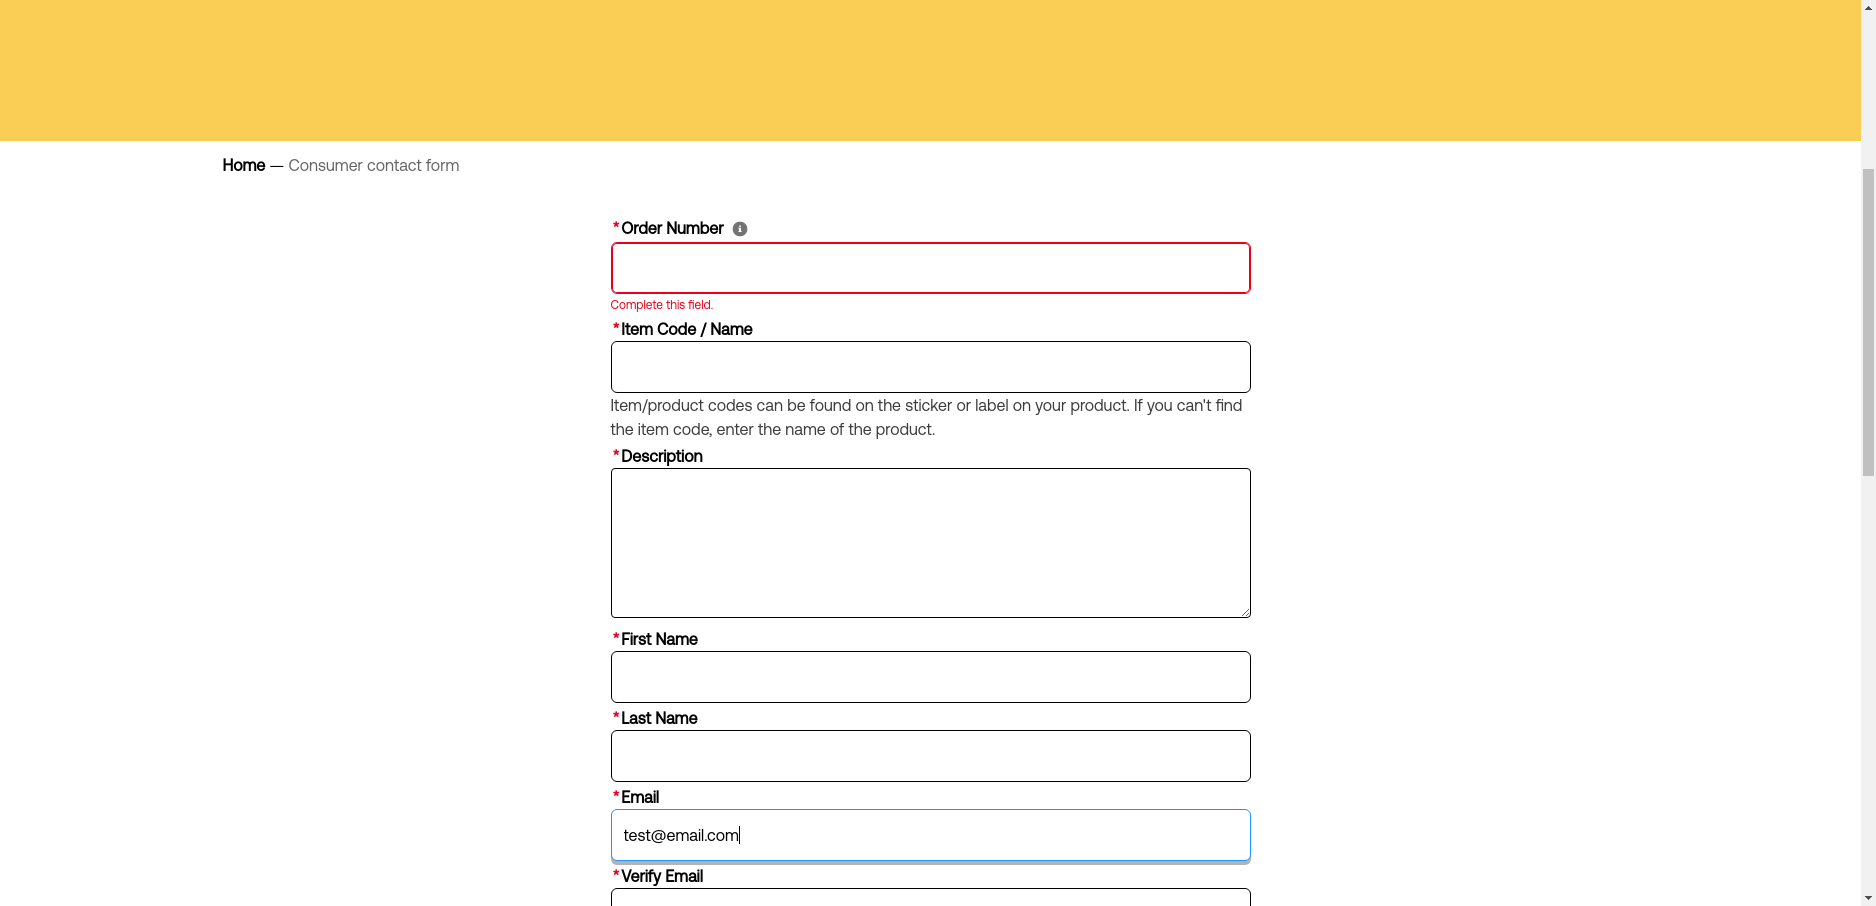 Home — Consumer contact form
*Order Number
Complete this field.
*Item Code / Name
Item/product codes can be found on the sticker or label on your product. If you can't find
the item code, enter the name of the product.
*Description
*First Name
*Last Name
*Email
test@email.com
*Verify Email